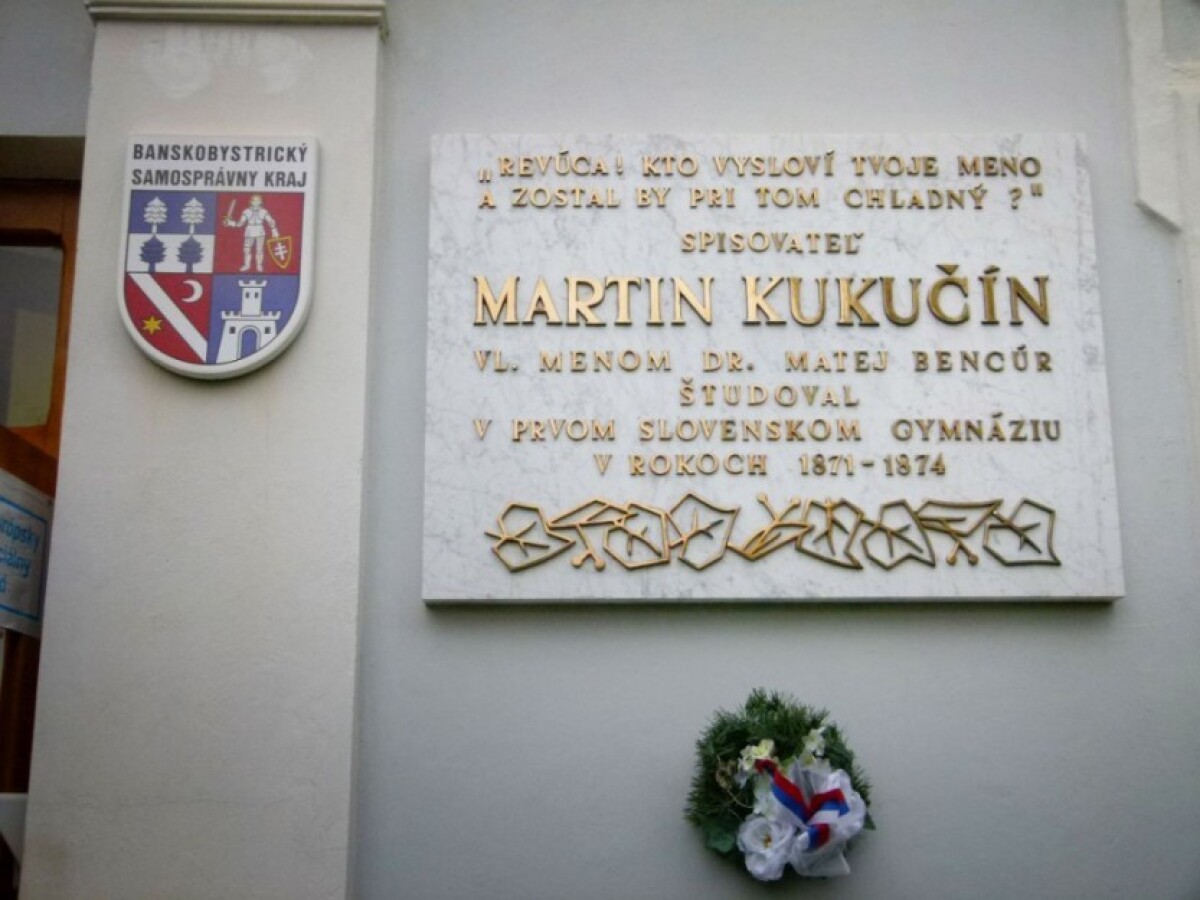 BANSKOBYSTRICKÝ
SAMOSPRÁVNY KRAJ
„REVÚCA! KTO VYSLOVÍ TVOJE MENO
A ZOSTAL BY PRI TOM CHLADNÝ ?"
SPISOVATEĽ
MARTIN KUKUČÍN
VL. MENOM DR. MATEJ BENCÚR
ŠTUDOVAL
V PRVOM SLOVENSKOM GYMNÁZIU
V ROKOCH 1871-1874